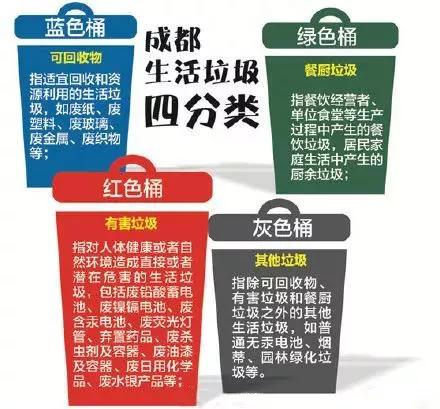 蓝色桶
可回收物
指适宜回收和资
源利用的生活垃
圾，如废纸、废
塑料、废玻璃、
废金属、废织物
等；
成都
生活垃圾
四分类
绿色桶
餐厨垃圾
指餐饮经营者、
单位食堂等生产
过程中产生的餐
饮垃圾，居民家
庭生活中产生的
厨余垃圾；
红色桶
有害垃圾
指对人体健康或者自
然环境造成直接或者
潜在危害的生活垃
圾，包括废铅酸蓄电
池、废镍镉电池、废
含汞电池、废荧光灯
管、弃置药品、废杀
虫剂及容器、废油漆
及容器、废日用化学
品、废水银产品等；
灰色桶
其他垃圾
指除可回收物、
有害垃圾和餐厨
垃圾之外的其他
生活垃圾，如普
通无汞电池、烟
蒂、园林绿化垃
圾等。